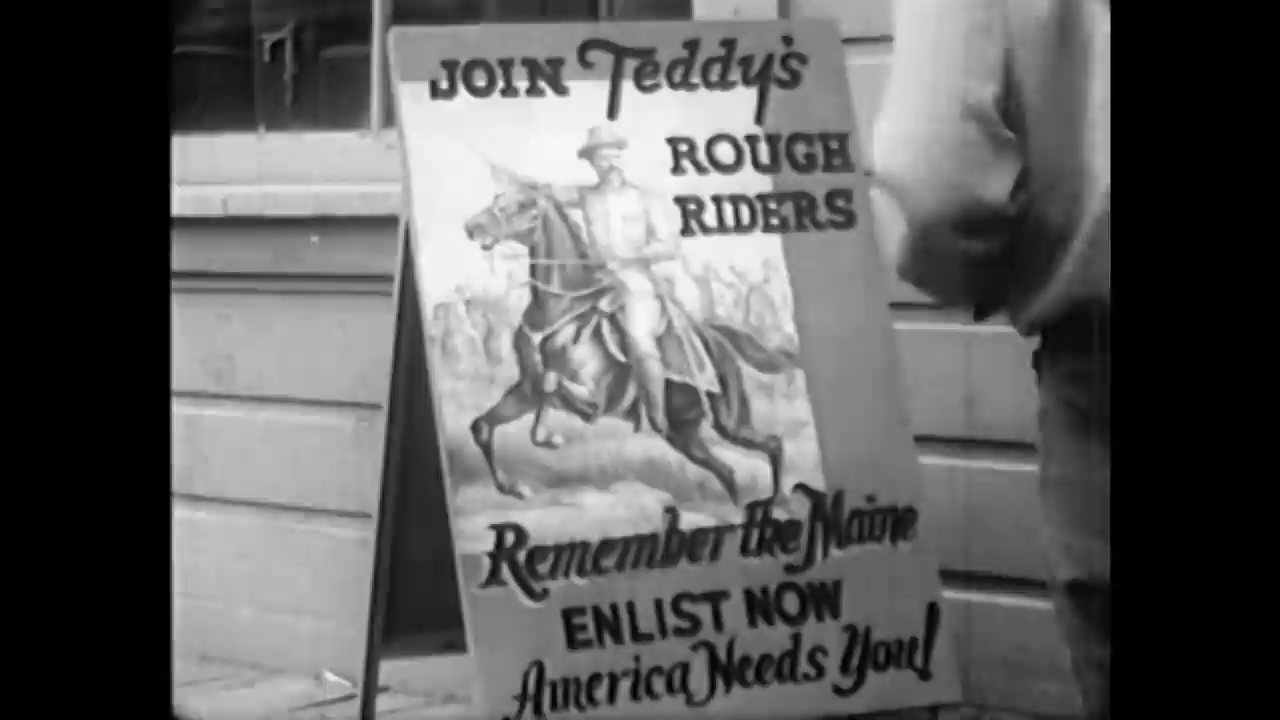 JOIN Teddy's
ROUGH
RIDERS
Remember the Maine
ENLIST NOW
America Needs You!